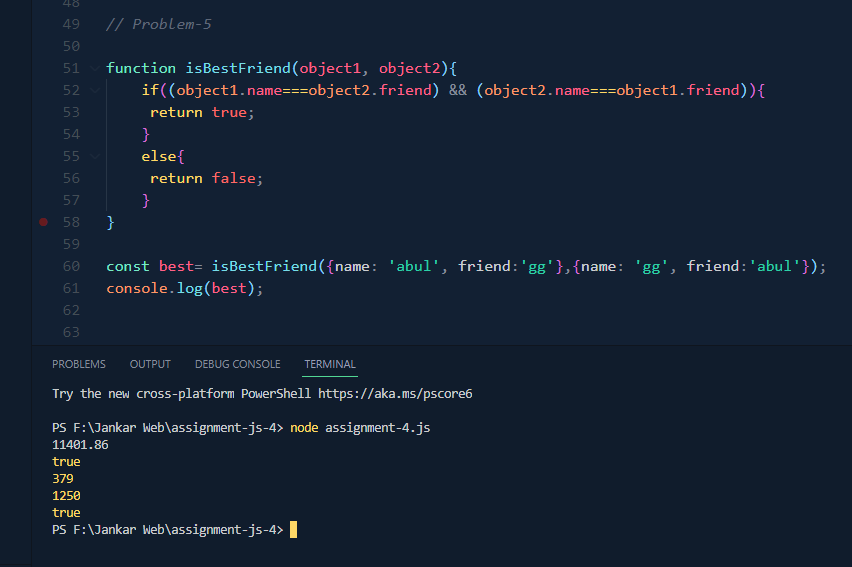 48
49 // Problem-5
50
51 function isBestFriend(object1, object2){
52 if((object1.name===object2.friend) && (object2.name===object1.friend)){
53 return true;
54 }
55 else{
56 return false;
57 }
58 }
59
60 const best= isBestFriend({name: 'abul', friend:'gg'},{name: 'gg', friend:'abul'});
61 console.log(best);
62
63
PROBLEMS OUTPUT DEBUG CONSOLE TERMINAL
Try the new cross-platform PowerShell https://aka.ms/pscore6
PS F:\Jankar Web\assignment-js-4> node assignment-4.js
11401.86
true
379
1250
true
PS F:\Jankar Web\assignment-js-4>